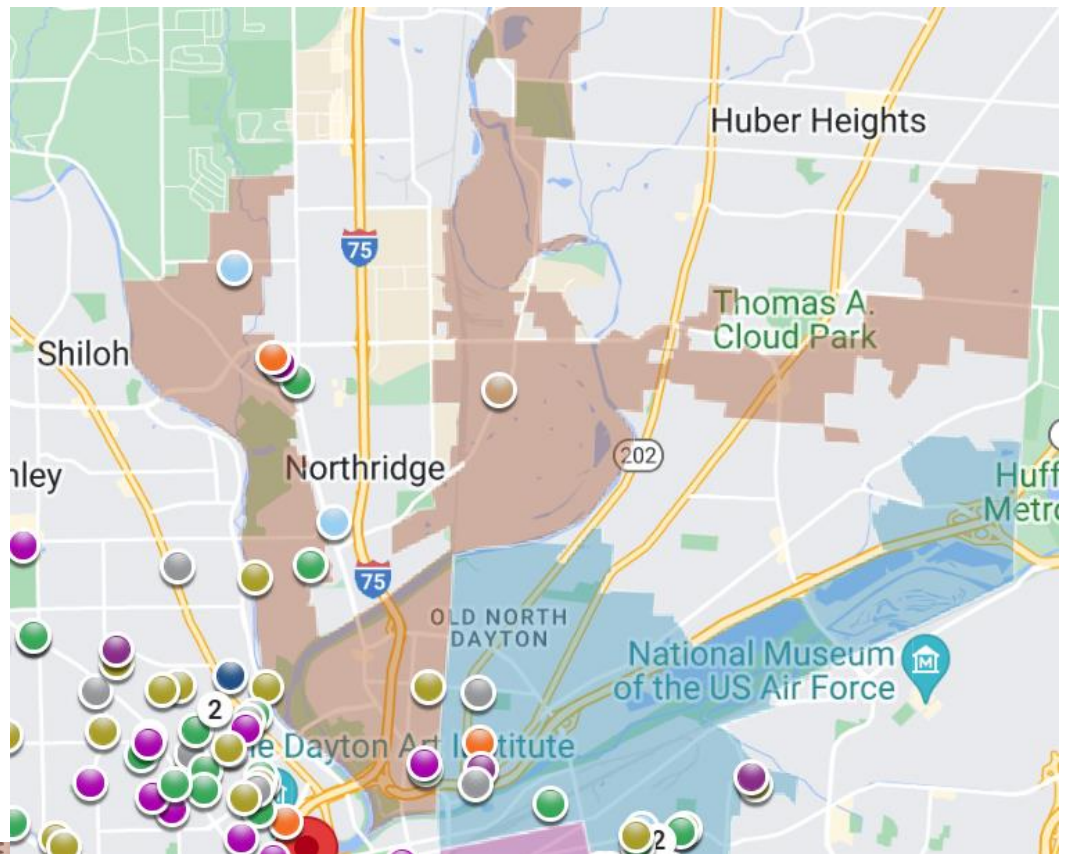 Huber Heights
75
Thomas A.
Cloud Park
Shiloh
202
nley
Northridge
Huff
Metro
75
OLD NORTH
DAYTON
National Museum
of the US Air Force
M
2
e Dayton Art Institute
2